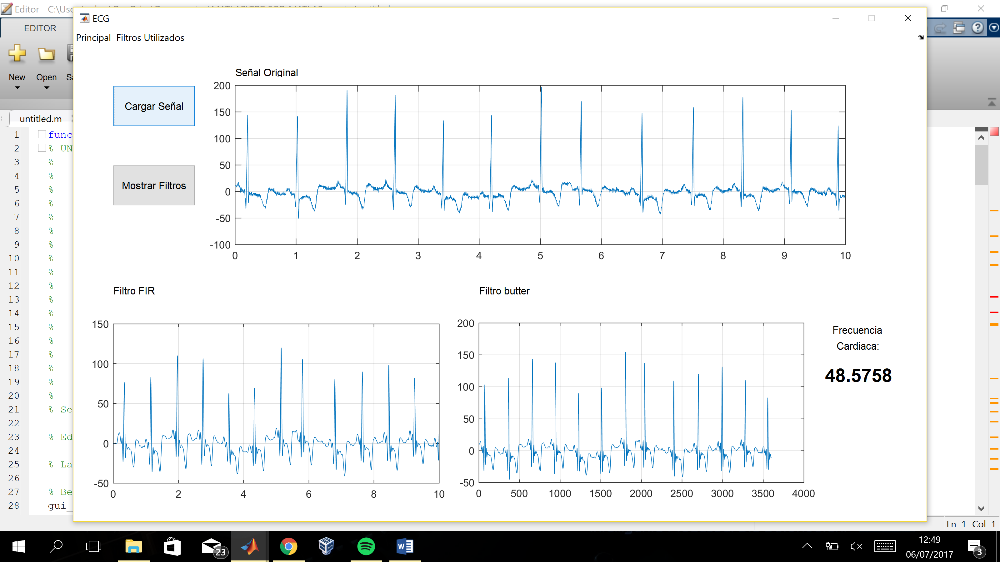 Editor - C:\Use
ECG
EDITOR
Principal Filtros Utilizados
New
Open
Sa
untitled.m
1 func
2 % UN
3 %
4 %
5 %
6 %
7 %
8 %
9 %
10 %
11 %
12 %
13 %
14 %
15 %
16 %
17 %
18 %
19 %
20 %
21 % Se
22
23 % Ed
24
25 % La
26
27 % Be
28 gui_
Cargar Señal
Mostrar Filtros
Señal Original
200
150
100
50
0
-50
-100
0 1 2 3 4 5 6 7 8 9 10
Filtro FIR
150
100
50
0
-50
0 2 4 6 8 10
Filtro butter
200
150
100
50
0
-50
0 500 1000 1500 2000 2500 3000 3500 4000
Frecuencia
Cardiaca:
48.5758
Ln 1 Col 1
23
12:49
06/07/2017
3